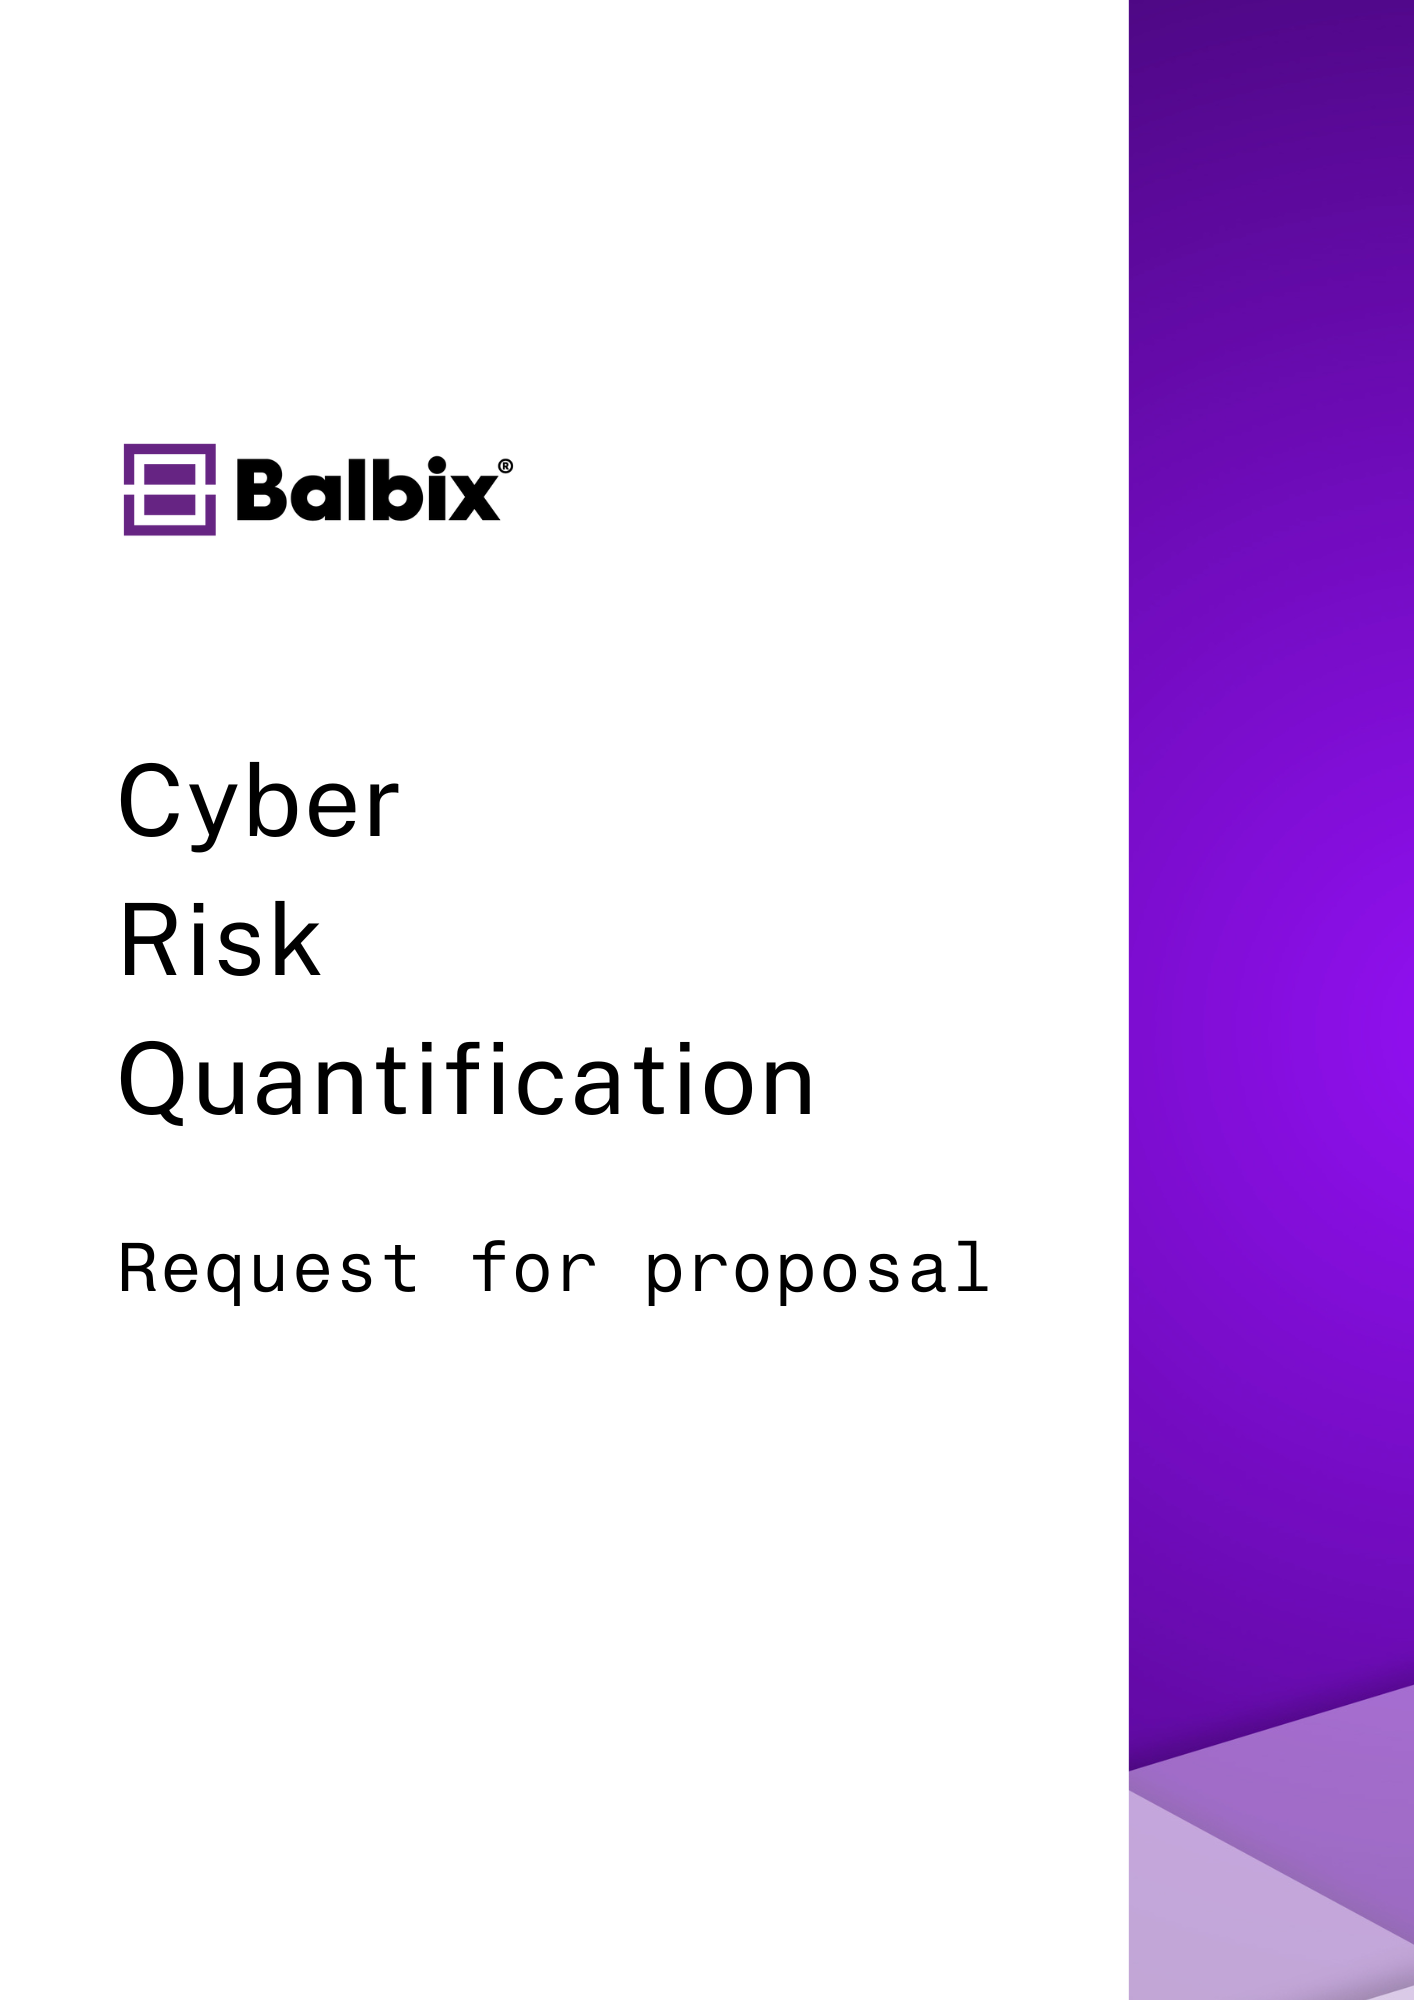 Balbix®
Cyber
Risk
Quantification
Request for proposal